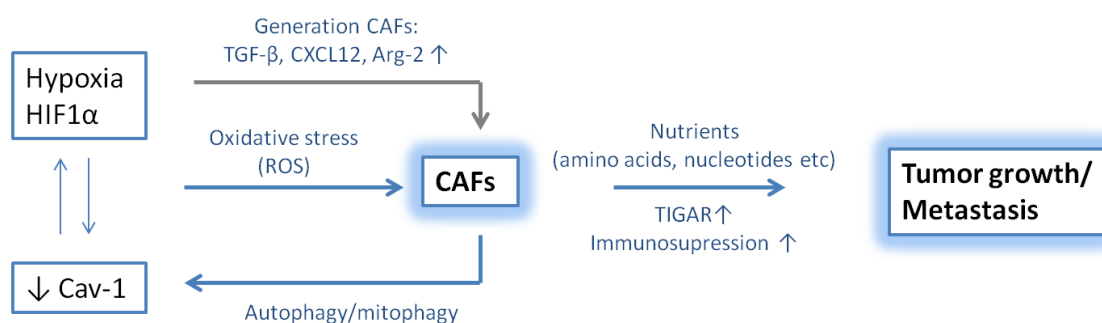 Generation CAFs:
TGF-β, CXCL12, Arg-2 ↑
Hypoxia
HIF1α
Oxidative stress
(ROS)
CAFs
Nutrients
(amino acids, nucleotides etc)
TIGAR↑
Immunosupression ↑
Tumor growth/
Metastasis
↓ Cav-1
Autophagy/mitophagy